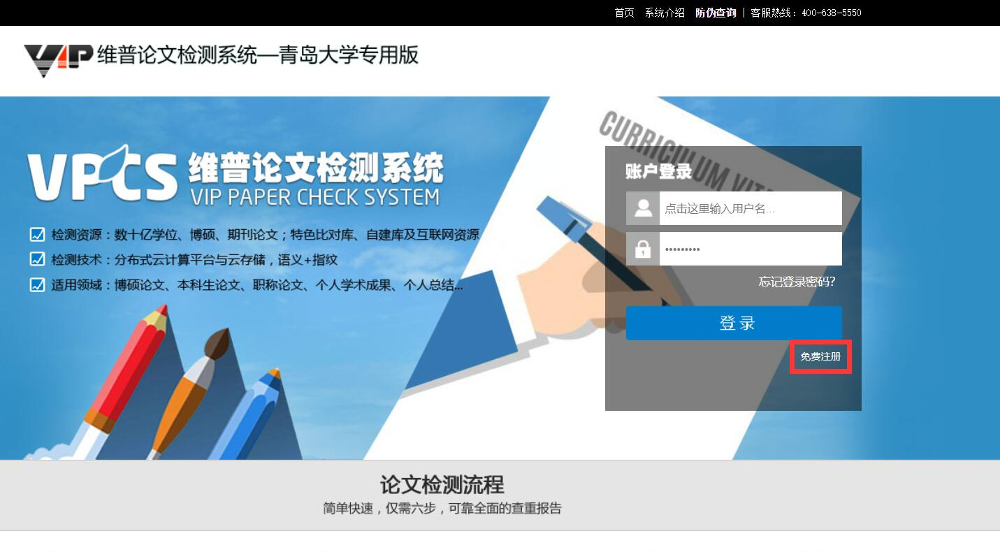 首页 系统介绍 防伪查询 | 客服热线：400-638-5550
VIP 维普论文检测系统—青岛大学专用版
CURRICULUM VITA
VPCS 维普论文检测系统
VIP PAPER CHECK SYSTEM
检测资源：数十亿学位、博硕、期刊论文；特色比对库、自建库及互联网资源
检测技术：分布式云计算平台与云存储，语义+指纹
适用领域：博硕论文、本科生论文、职称论文、个人学术成果、个人总结...
账户登录
点击这里输入用户名...
•••••••••
忘记登录密码?
登 录
免费注册
论文检测流程
简单快速，仅需六步，可靠全面的查重报告